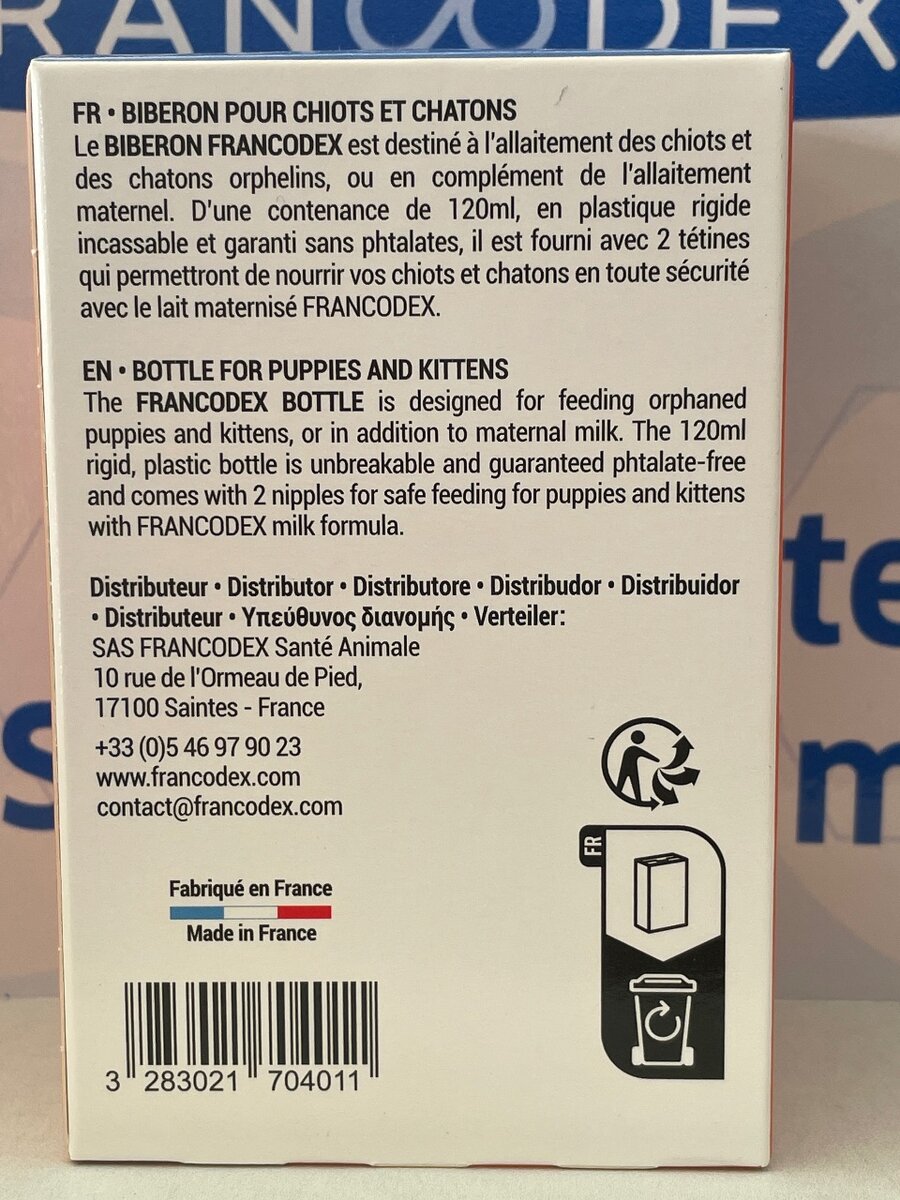 RANCODEX
FR • BIBERON POUR CHIOTS ET CHATONS
Le BIBERON FRANCODEX est destiné à l'allaitement des chiots et
des chatons orphelins, ou en complément de l'allaitement
maternel. D'une contenance de 120ml, en plastique rigide
incassable et garanti sans phtalates, il est fourni avec 2 tétines
qui permettront de nourrir vos chiots et chatons en toute sécurité
avec le lait maternisé FRANCODEX.
EN • BOTTLE FOR PUPPIES AND KITTENS
The FRANCODEX BOTTLE is designed for feeding orphaned
puppies and kittens, or in addition to maternal milk. The 120ml
rigid, plastic bottle is unbreakable and guaranteed phtalate-free
and comes with 2 nipples for safe feeding for puppies and kittens
with FRANCODEX milk formula.
Distributeur • Distributor • Distributore • Distribudor • Distribuidor
• Distributeur • Υπεύθυνος διανομής • Verteiler:
SAS FRANCODEX Santé Animale
10 rue de l'Ormeau de Pied,
17100 Saintes - France
+33 (0)5 46 97 90 23
www.francodex.com
contact@francodex.com
FR
Fabriqué en France
Made in France
3 283021 704011